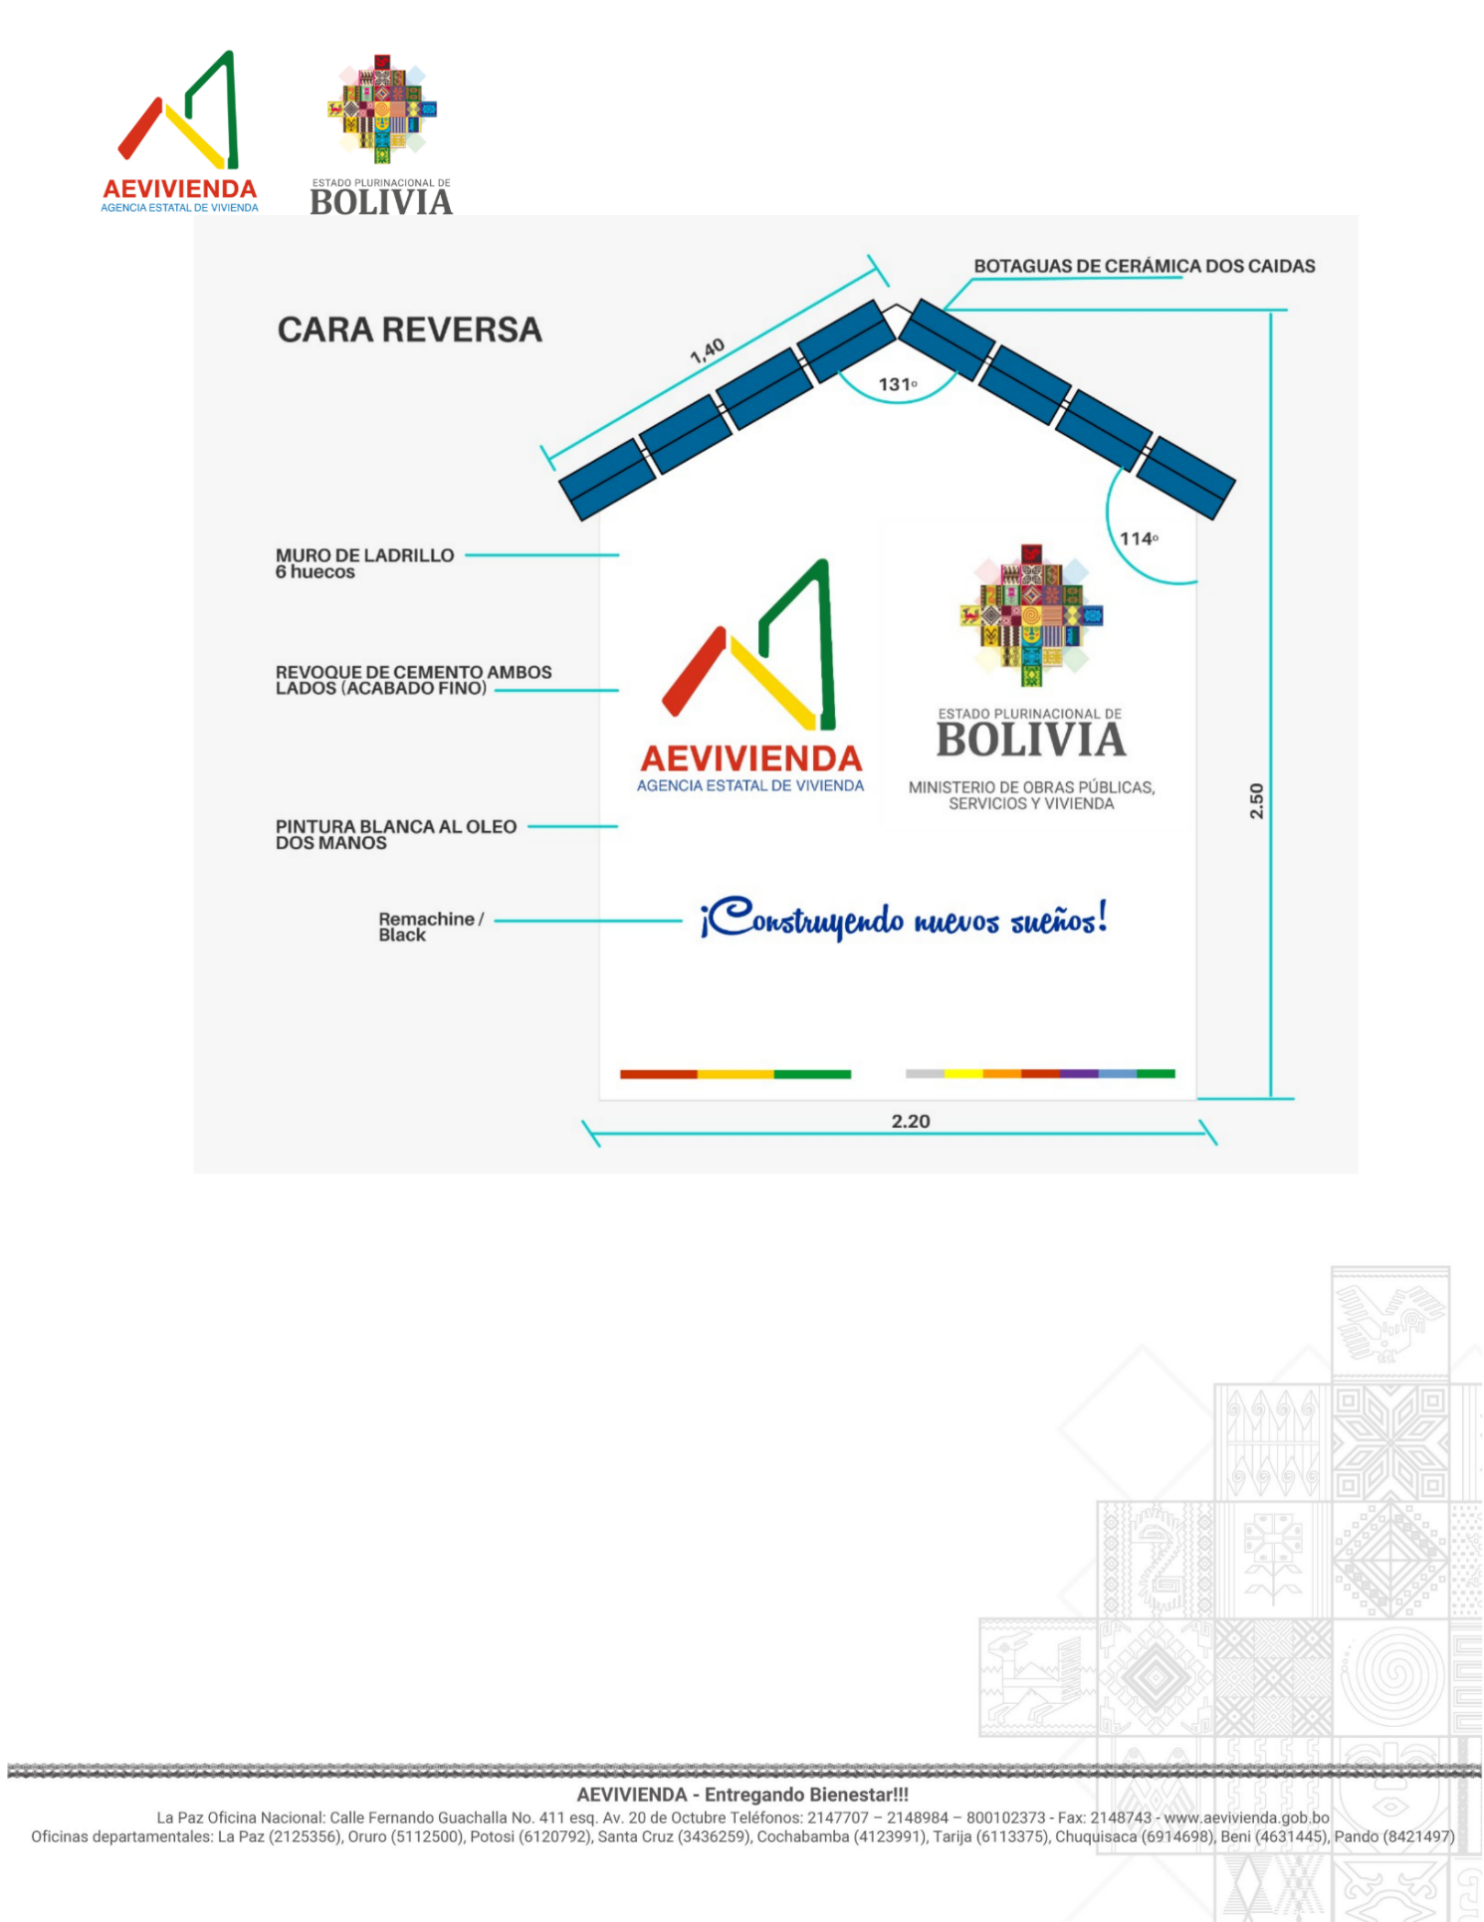 AEVIVIENDA
AGENCIA ESTATAL DE VIVIENDA
ESTADO PLURINACIONAL DE
BOLIVIA
BOTAGUAS DE CERÁMICA DOS CAIDAS
CARA REVERSA
1,40
131°
114°
MURO DE LADRILLO
6 huecos
REVOQUE DE CEMENTO AMBOS
LADOS (ACABADO FINO)
AEVIVIENDA
AGENCIA ESTATAL DE VIVIENDA
ESTADO PLURINACIONAL DE
BOLIVIA
MINISTERIO DE OBRAS PÚBLICAS,
SERVICIOS Y VIVIENDA
2.50
PINTURA BLANCA AL OLEO
DOS MANOS
Remachine /
Black
¡Construyendo nuevos sueños!
2.20
AEVIVIENDA - Entregando Bienestar!!!
La Paz Oficina Nacional: Calle Fernando Guachalla No. 411 esq. Av. 20 de Octubre Teléfonos: 2147707 – 2148984 – 800102373 - Fax: 2148743 - www.aevivienda.gob.bo
Oficinas departamentales: La Paz (2125356), Oruro (5112500), Potosi (6120792), Santa Cruz (3436259), Cochabamba (4123991), Tarija (6113375), Chuquisaca (6914698), Beni (4631445), Pando (8421497)